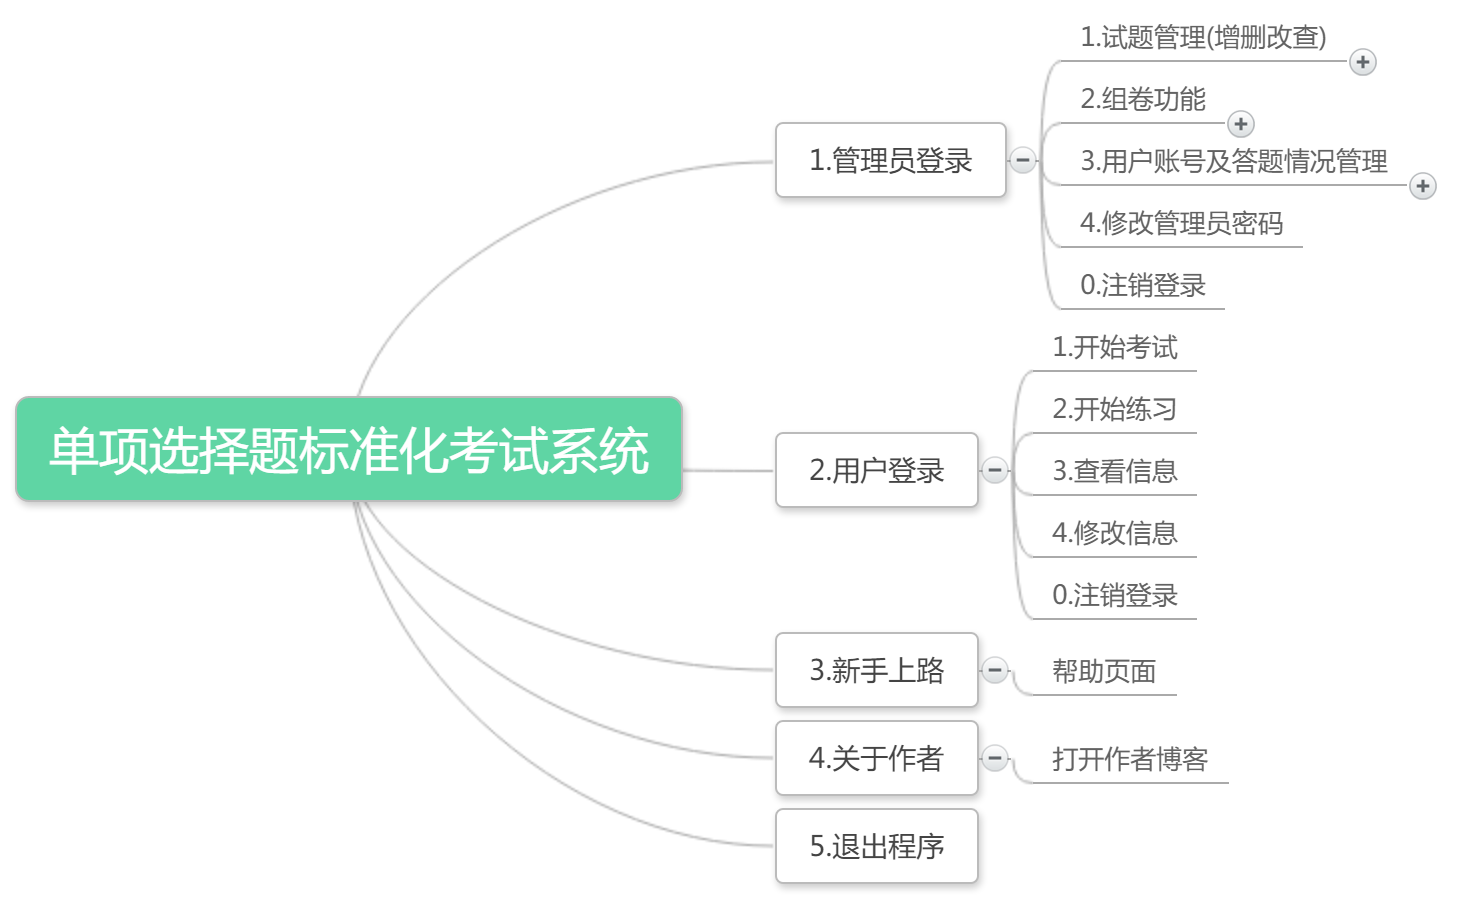 单项选择题标准化考试系统
1.管理员登录
1.试题管理(增删改查)
2.组卷功能
3.用户账号及答题情况管理
4.修改管理员密码
0.注销登录
2.用户登录
1.开始考试
2.开始练习
3.查看信息
4.修改信息
0.注销登录
3.新手上路
帮助页面
4.关于作者
打开作者博客
5.退出程序